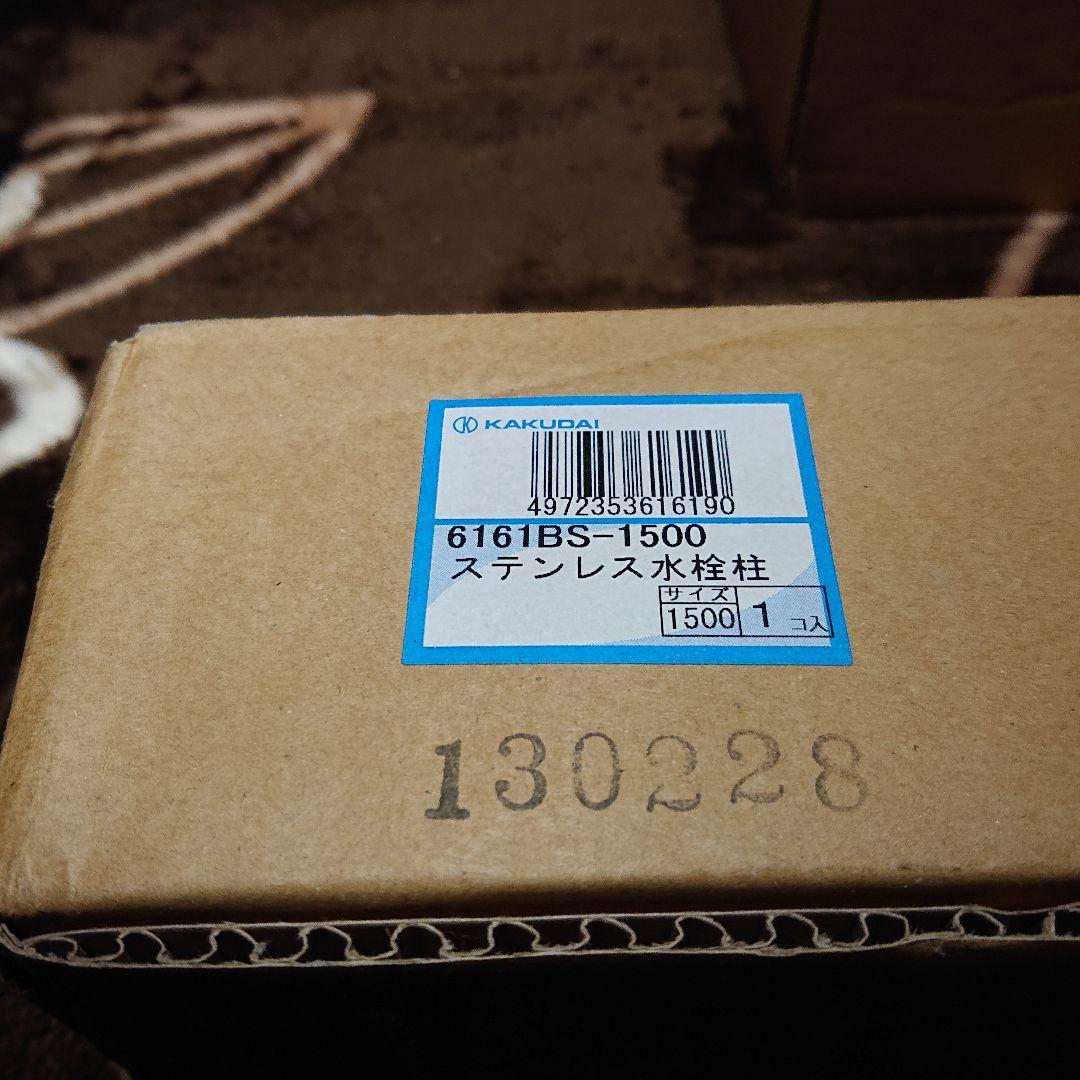 KAKUDAI
4972353616190
6161BS-1500
ステンレス水栓柱
サイズ
1500 1 コ入
130228